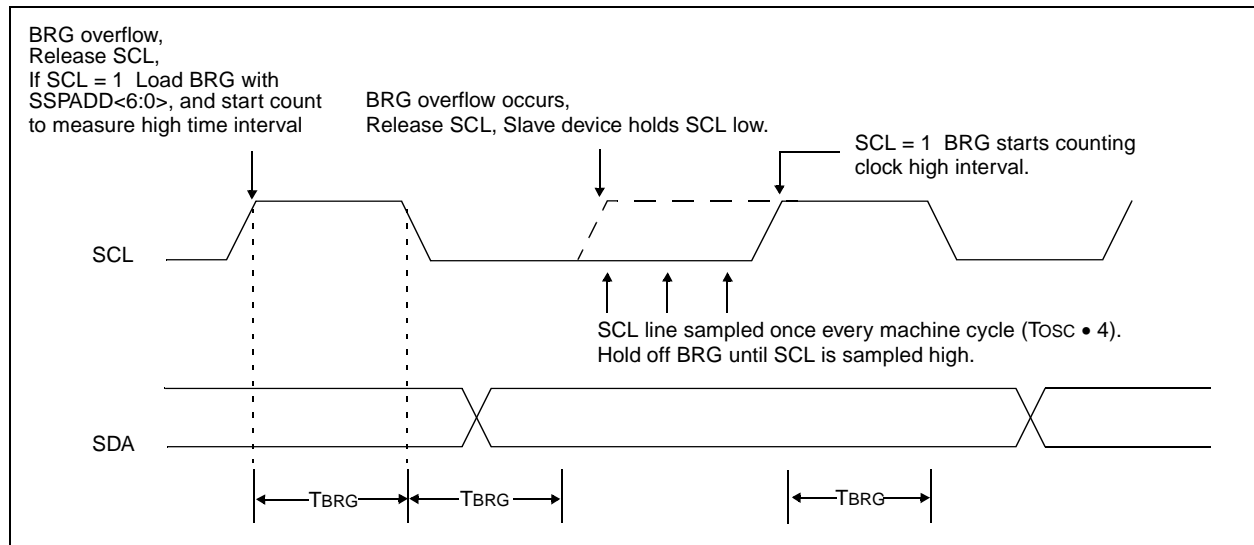 BRG overflow,
Release SCL,
If SCL = 1 Load BRG with
SSPADD<6:0>, and start count
to measure high time interval
BRG overflow occurs,
Release SCL, Slave device holds SCL low.
SCL = 1 BRG starts counting
clock high interval.
SCL
SCL line sampled once every machine cycle (TOSC • 4).
Hold off BRG until SCL is sampled high.
SDA
TBRG
TBRG
TBRG